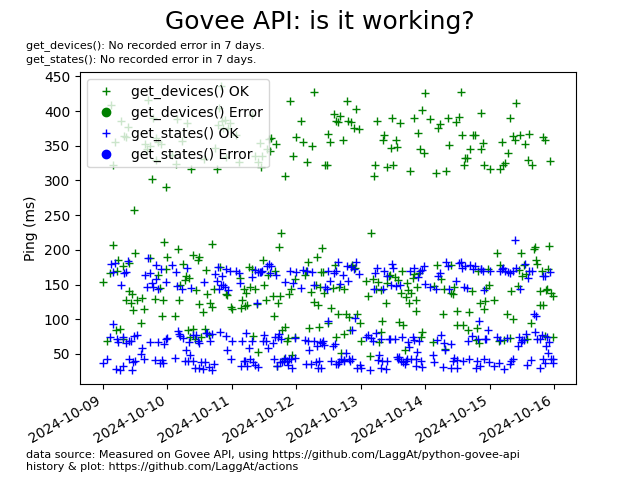 Govee API: is it working?
get_devices(): No recorded error in 7 days.
get_states(): No recorded error in 7 days.
450
400
350
300
250
200
150
100
50
Ping (ms)
get_devices() OK
get_devices() Error
get_states() OK
get_states() Error
2024-10-09
2024-10-10
2024-10-11
2024-10-12
2024-10-13
2024-10-14
2024-10-15
2024-10-16
data source: Measured on Govee API, using https://github.com/LaggAt/python-govee-api
history & plot: https://github.com/LaggAt/actions